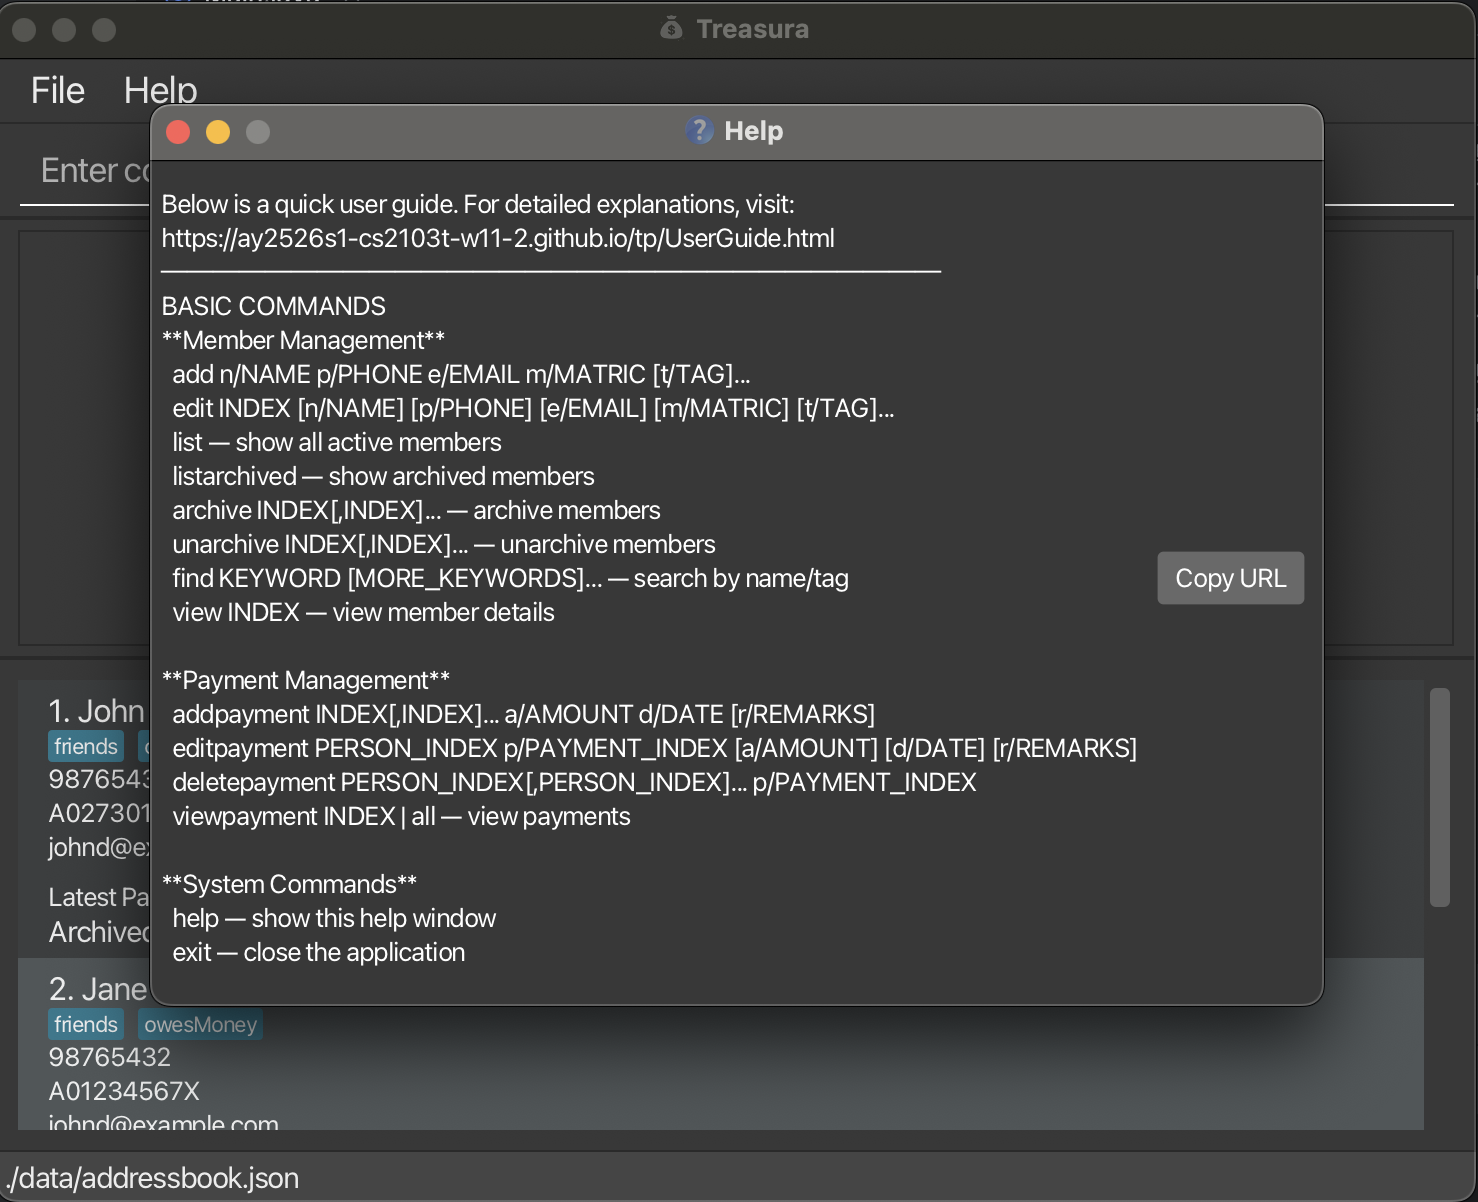 Treasura
File Help
Enter
? Help
Below is a quick user guide. For detailed explanations, visit:
https://ay2526s1-cs2103t-w11-2.github.io/tp/UserGuide.html
BASIC COMMANDS
**Member Management**
add n/NAME p/PHONE e/EMAIL m/MATRIC [t/TAG]...
edit INDEX [n/NAME] [p/PHONE] [e/EMAIL] [m/MATRIC] [t/TAG]...
list — show all active members
listarchived — show archived members
archive INDEX[,INDEX]... — archive members
unarchive INDEX[,INDEX]... — unarchive members
find KEYWORD [MORE_KEYWORDS]... — search by name/tag
view INDEX — view member details
Copy URL
**Payment Management**
addpayment INDEX[,INDEX]... a/AMOUNT d/DATE [r/REMARKS]
editpayment PERSON_INDEX p/PAYMENT_INDEX [a/AMOUNT] [d/DATE] [r/REMARKS]
deletepayment PERSON_INDEX[,PERSON_INDEX]... p/PAYMENT_INDEX
viewpayment INDEX | all — view payments
**System Commands**
help — show this help window
exit — close the application
1. John
friends
9876543
A027301
johnd@ex
Latest Pa
Archived
2. Jane
friends owesMoney
98765432
A01234567X
johnd@example.com
./data/addressbook.json